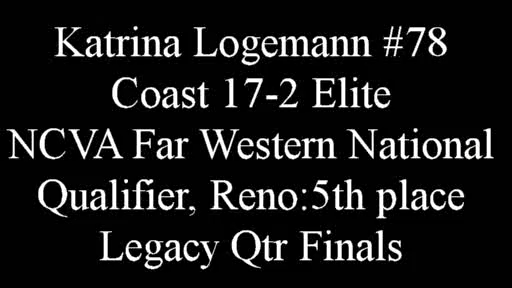 Katrina Logemann #78
Coast 17-2 Elite
NCVA Far Western National
Qualifier, Reno:5th place
Legacy Qtr Finals